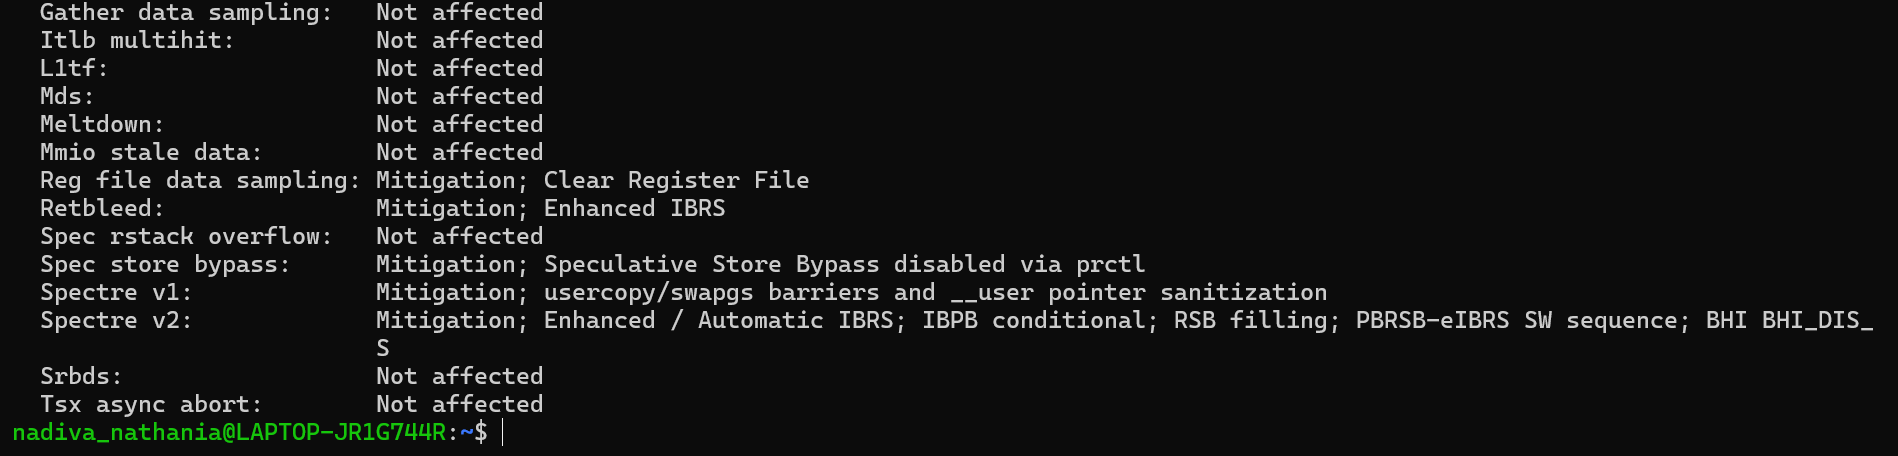 Gather data sampling: Not affected
Itlb multihit: Not affected
L1tf: Not affected
Mds: Not affected
Meltdown: Not affected
Mmio stale data: Not affected
Reg file data sampling: Mitigation; Clear Register File
Retbleed: Mitigation; Enhanced IBRS
Spec rstack overflow: Not affected
Spec store bypass: Mitigation; Speculative Store Bypass disabled via prctl
Spectre v1: Mitigation; usercopy/swapgs barriers and __user pointer sanitization
Spectre v2: Mitigation; Enhanced / Automatic IBRS; IBPB conditional; RSB filling; PBRSB-eIBRS SW sequence; BHI BHI_DIS_
S
Srbds: Not affected
Tsx async abort: Not affected
nadiva_nathania@LAPTOP-JR1G744R:~$